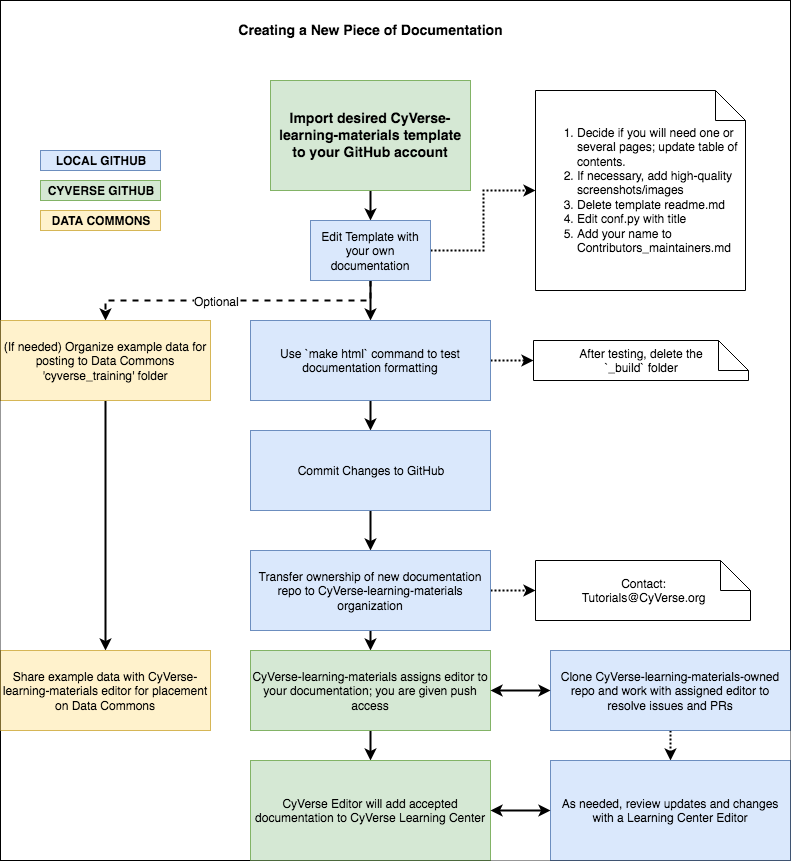 Creating a New Piece of Documentation
Import desired CyVerse-
learning-materials template
to your GitHub account
1. Decide if you will need one or
several pages; update table of
contents.
2. If necessary, add high-quality
screenshots/images
3. Delete template readme.md
4. Edit conf.py with title
5. Add your name to
Contributors_maintainers.md
LOCAL GITHUB
CYVERSE GITHUB
DATA COMMONS
Edit Template with
your own
documentation
Optional
(If needed) Organize example data for
posting to Data Commons
'cyverse_training' folder
Use `make html` command to test
documentation formatting
After testing, delete the
`_build` folder
Commit Changes to GitHub
Transfer ownership of new documentation
repo to CyVerse-learning-materials
organization
Contact:
Tutorials@CyVerse.org
Share example data with CyVerse-
learning-materials editor for placement
on Data Commons
CyVerse-learning-materials assigns editor to
your documentation; you are given push
access
Clone CyVerse-learning-materials-owned
repo and work with assigned editor to
resolve issues and PRs
CyVerse Editor will add accepted
documentation to CyVerse Learning Center
As needed, review updates and changes
with a Learning Center Editor